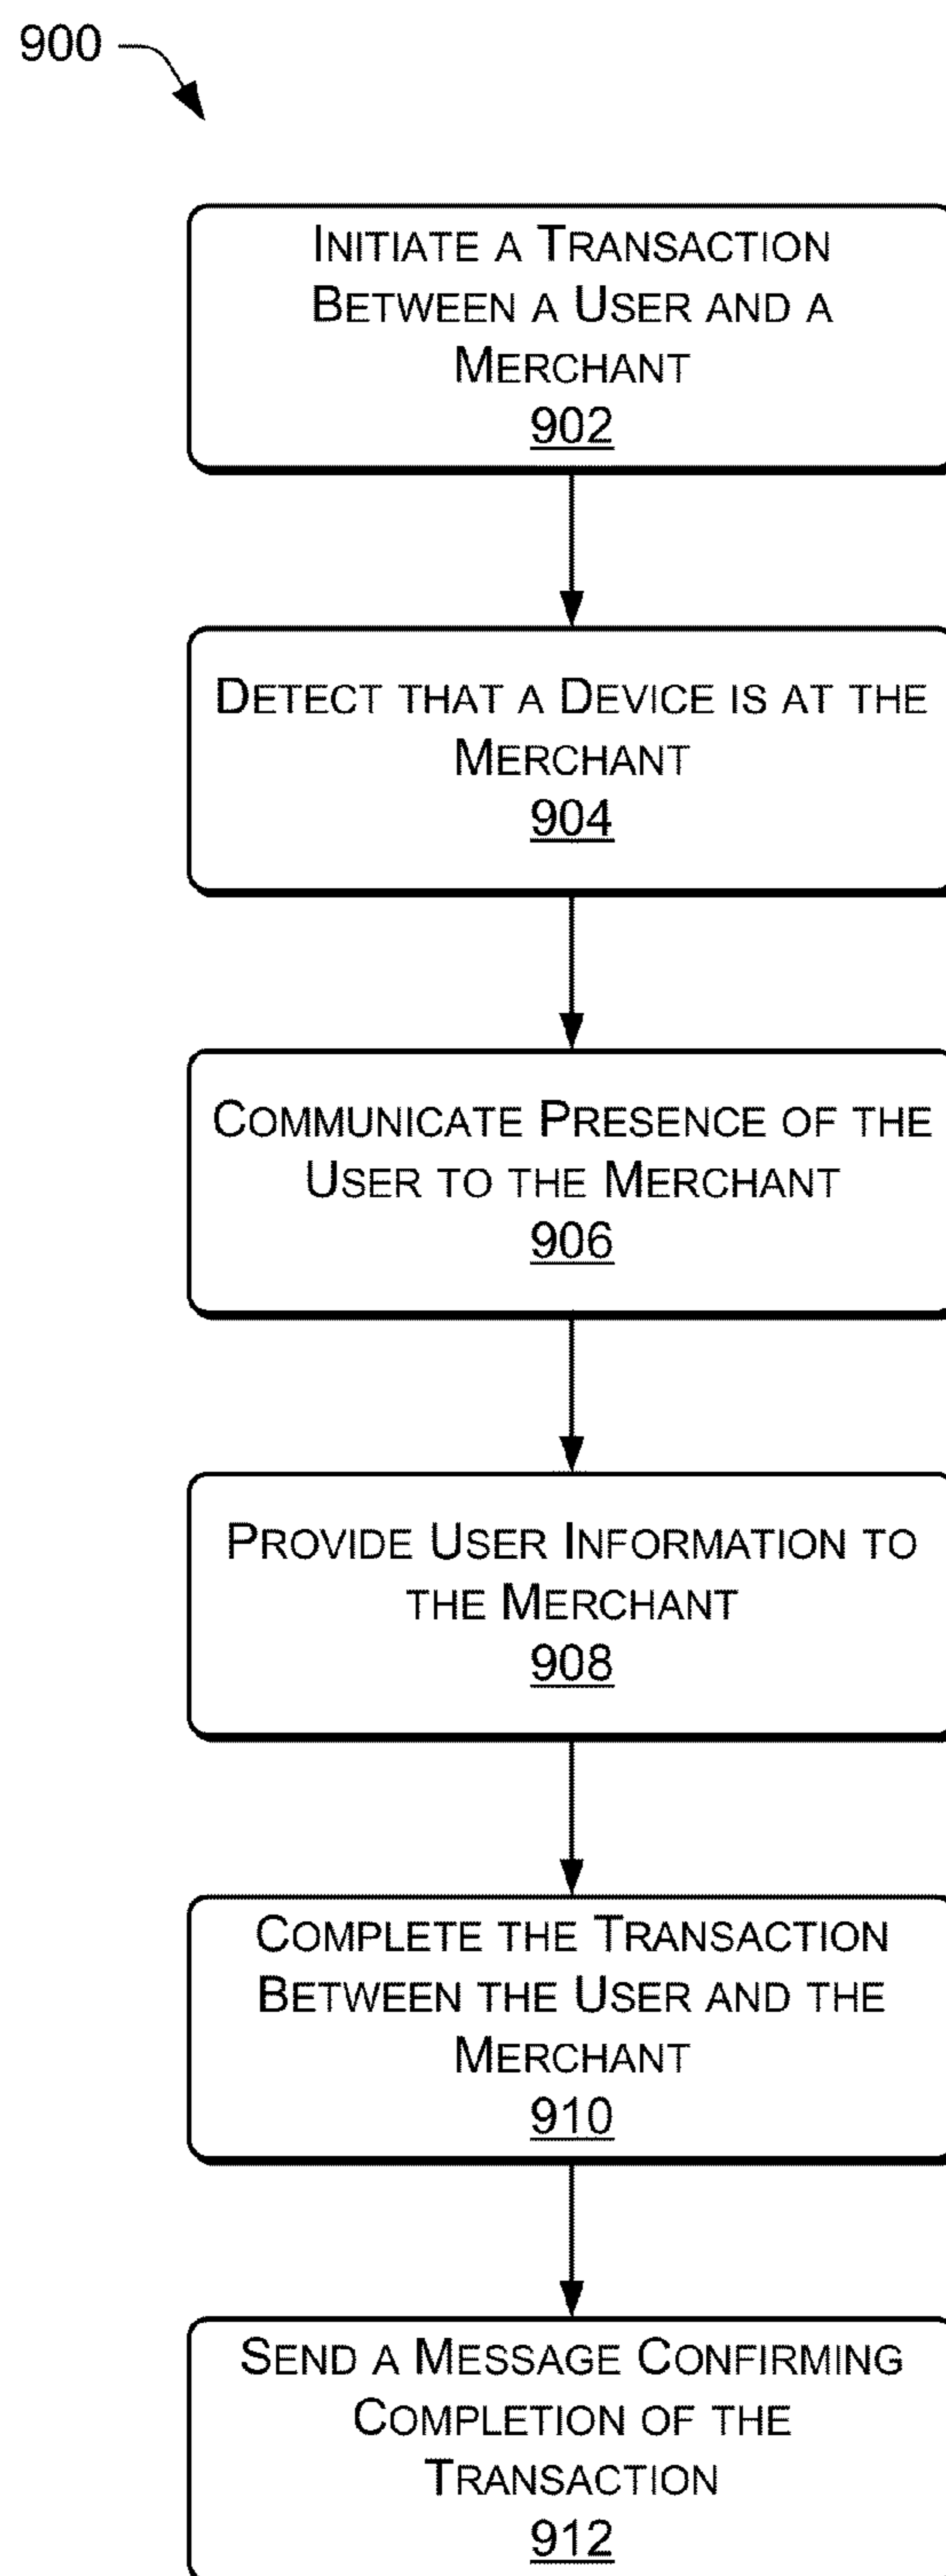 900
INITIATE A TRANSACTION
BETWEEN A USER AND A
MERCHANT
902
DETECT THAT A DEVICE IS AT THE
MERCHANT
904
COMMUNICATE PRESENCE OF THE
USER TO THE MERCHANT
906
PROVIDE USER INFORMATION TO
THE MERCHANT
908
COMPLETE THE TRANSACTION
BETWEEN THE USER AND THE
MERCHANT
910
SEND A MESSAGE CONFIRMING
COMPLETION OF THE
TRANSACTION
912